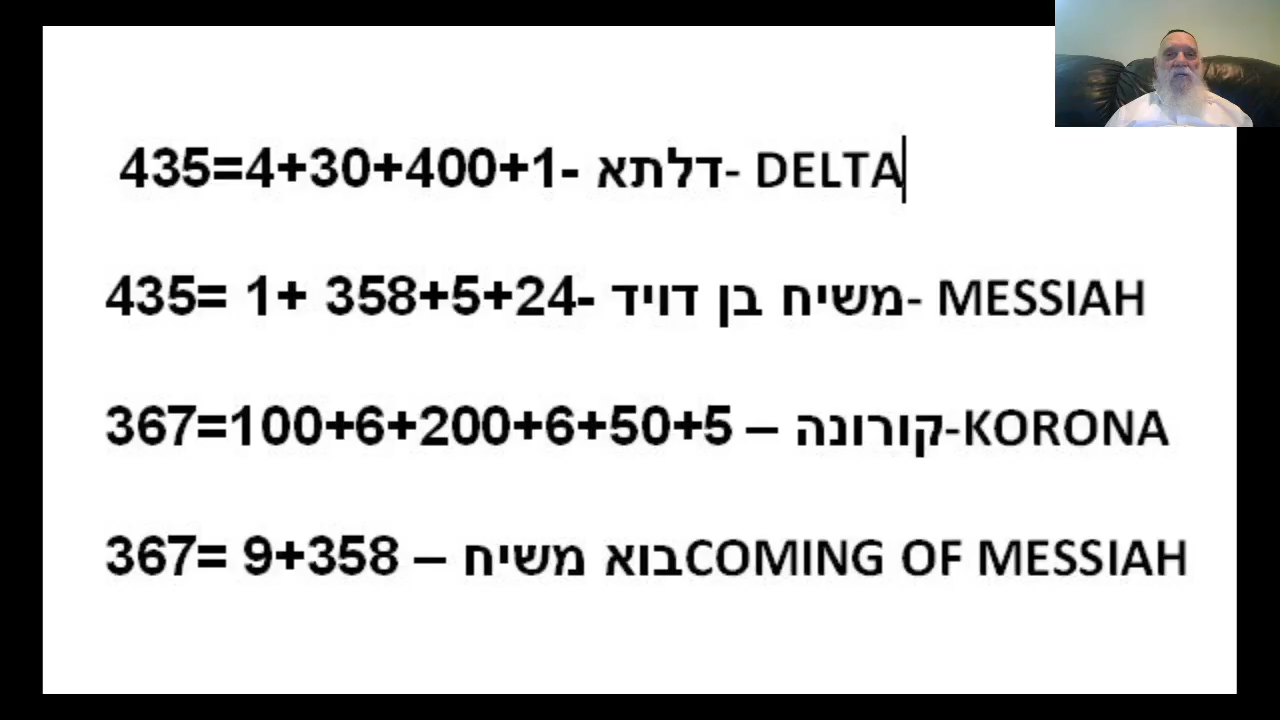 435=4+30+400+1- דלתא- DELTA
435= 1+ 358+5+24- משיח בן דויד- MESSIAH
367=100+6+200+6+50+5 – קורונה-KORONA
367= 9+358 – בוא משיחCOMING OF MESSIAH